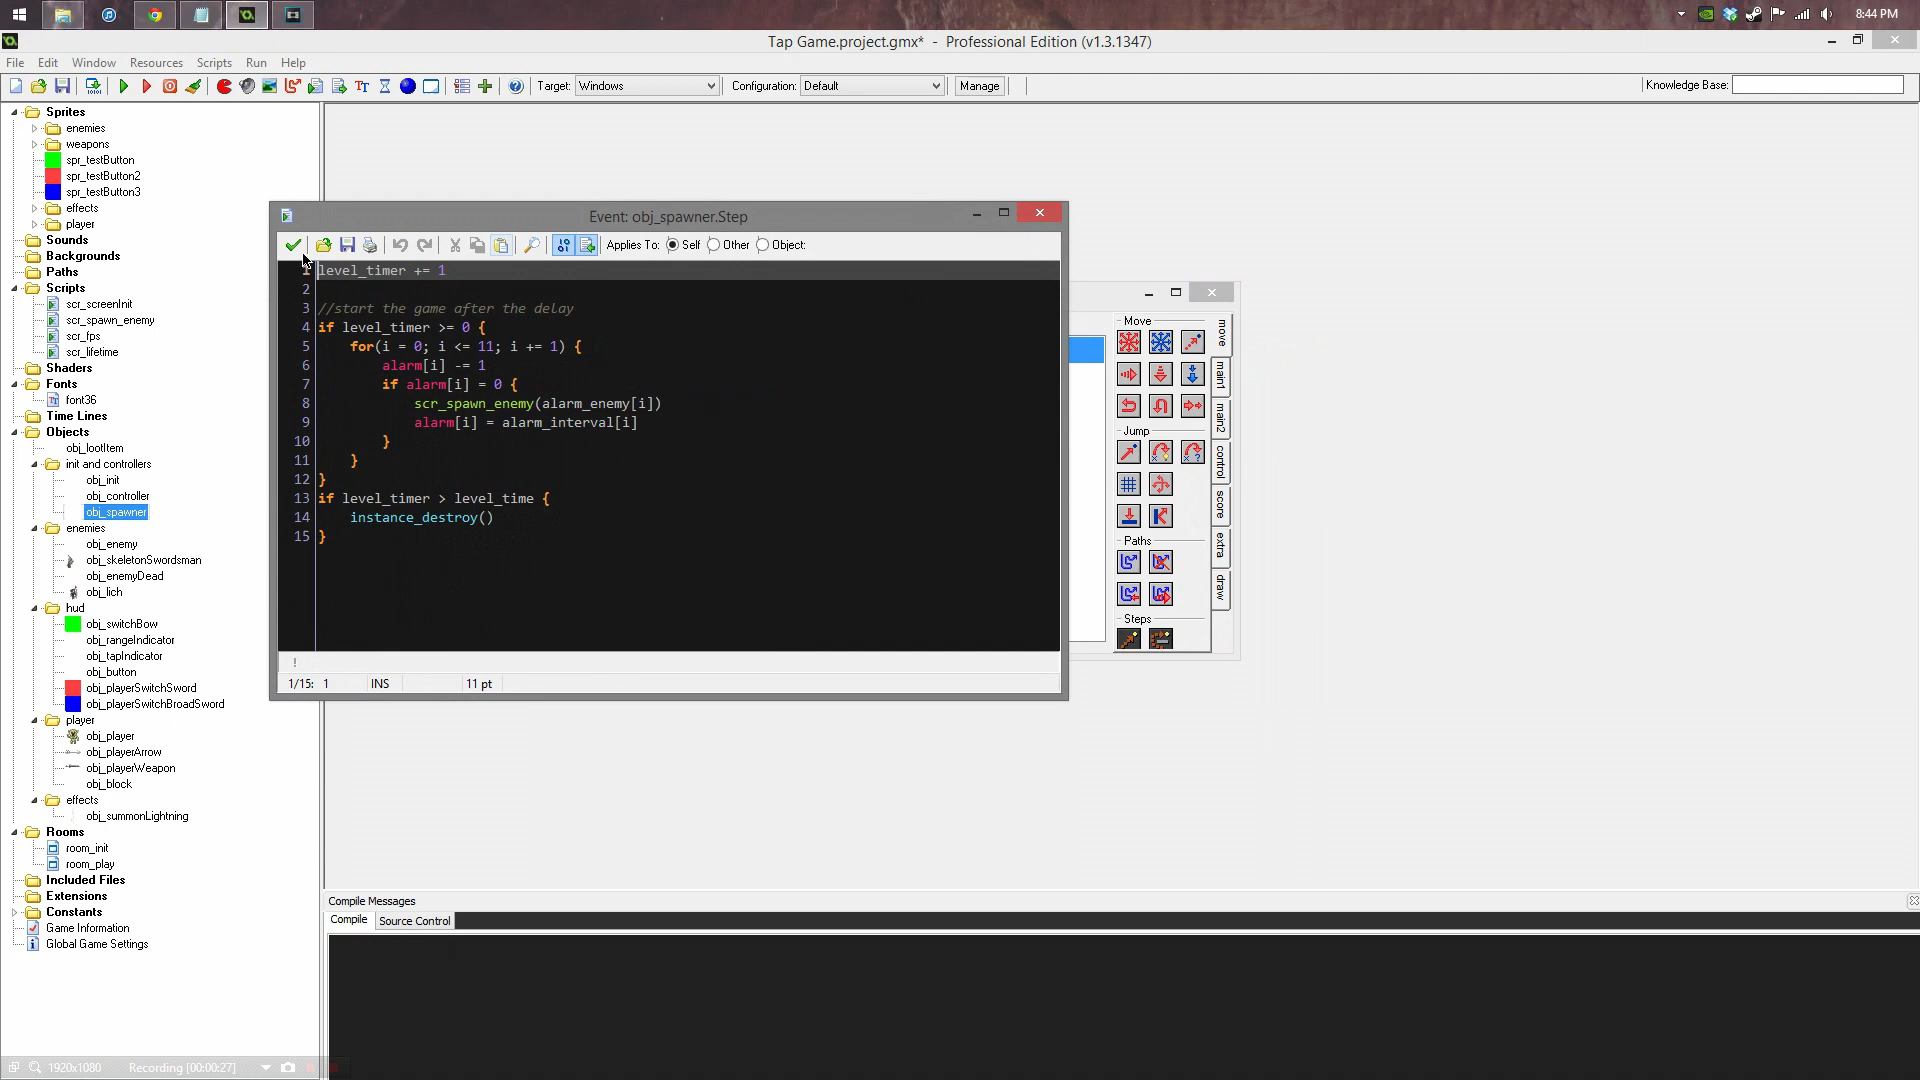 8:44 PM
Tap Game.project.gmx* - Professional Edition (v1.3.1347)
File Edit Window Resources Scripts Run Help
Target: Windows Configuration: Default Manage Knowledge Base:
Sprites
enemies
weapons
spr_testButton
spr_testButton2
spr_testButton3
effects
player
Sounds
Backgrounds
Paths
Scripts
scr_screenInit
scr_spawn_enemy
scr_fps
scr_lifetime
Shaders
Fonts
font36
Time Lines
Objects
obj_lootItem
init and controllers
obj_init
obj_controller
obj_spawner
enemies
obj_enemy
obj_skeletonSwordsman
obj_enemyDead
obj_lich
hud
obj_switchBow
obj_rangeIndicator
obj_tapIndicator
obj_button
obj_playerSwitchSword
obj_playerSwitchBroadSword
player
obj_player
obj_playerArrow
obj_playerWeapon
obj_block
effects
obj_summonLightning
Rooms
room_init
room_play
Included Files
Extensions
Constants
Game Information
Global Game Settings
Event: obj_spawner.Step
Applies To: Self Other Object:
1 level_timer += 1
2
3 //start the game after the delay
4 if level_timer >= 0 {
5 for(i = 0; i <= 11; i += 1) {
6 alarm[i] -= 1
7 if alarm[i] = 0 {
8 scr_spawn_enemy(alarm_enemy[i])
9 alarm[i] = alarm_interval[i]
10 }
11 }
12 }
13 if level_timer > level_time {
14 instance_destroy()
15 }
!
1/15: 1 INS 11 pt
Move
Jump
Paths
Steps
move
main1
main2
control
score
extra
draw
Compile Messages
Compile Source Control
1920x1080 Recording [00:00:27]